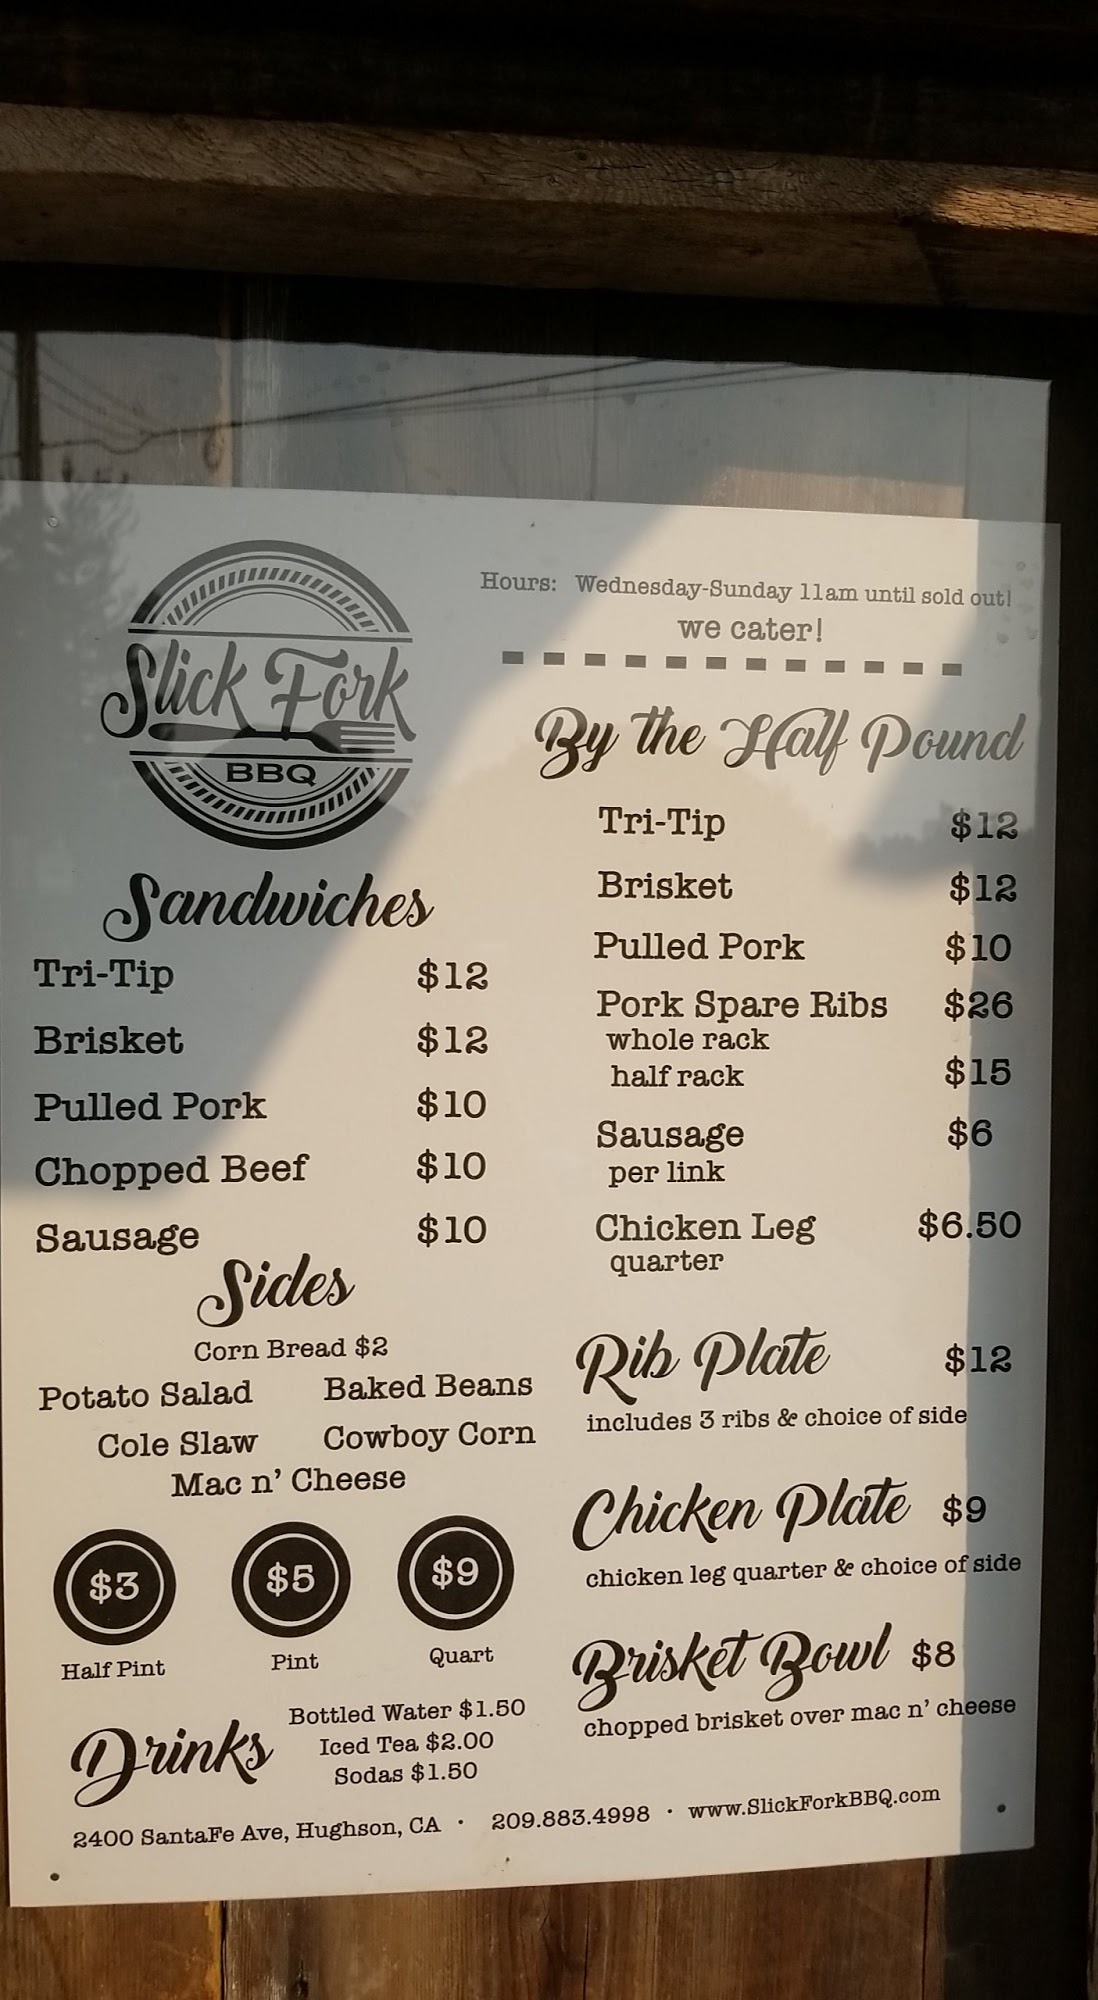 Slick Fork
BBQ
Hours: Wednesday-Sunday 11am until sold out!
we cater!
Sandwiches
Tri-Tip $12
Brisket $12
Pulled Pork $10
Chopped Beef $10
Sausage $10
Sides
Corn Bread $2
Potato Salad Baked Beans
Cole Slaw Cowboy Corn
Mac n' Cheese
$3 $5 $9
Half Pint Pint Quart
Drinks
Bottled Water $1.50
Iced Tea $2.00
Sodas $1.50
By the Half Pound
Tri-Tip $12
Brisket $12
Pulled Pork $10
Pork Spare Ribs $26
whole rack
half rack $15
Sausage $6
per link
Chicken Leg $6.50
quarter
Rib Plate $12
includes 3 ribs & choice of side
Chicken Plate $9
chicken leg quarter & choice of side
Brisket Bowl $8
chopped brisket over mac n' cheese
2400 SantaFe Ave, Hughson, CA · 209.883.4998 · www.SlickForkBBQ.com